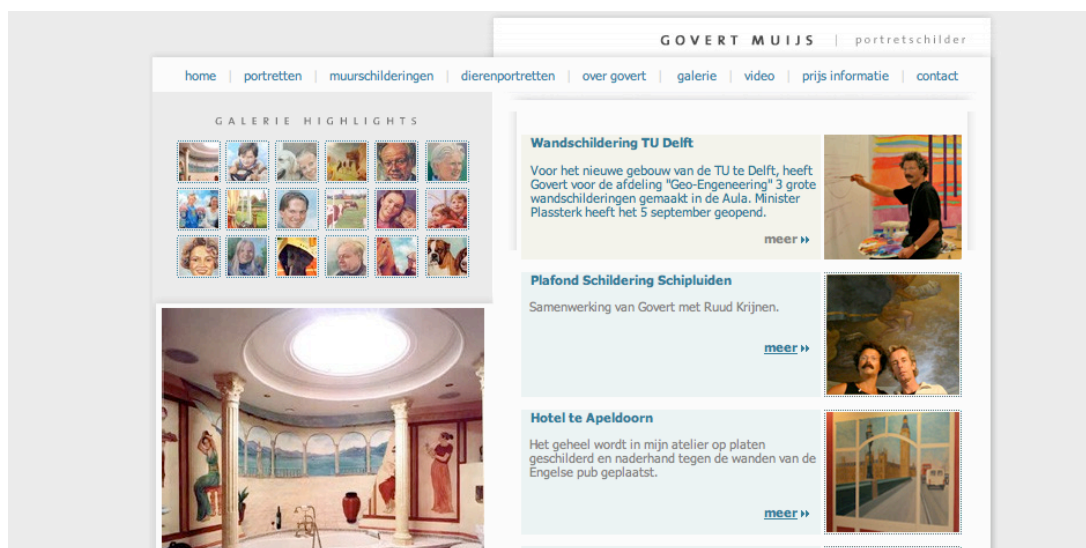 GOVERT MUIJS | portretschilder
home | portretten | muurschilderingen | dierenportretten | over govert | galerie | video | prijs informatie | contact
GALERIE HIGHLIGHTS
Wandschildering TU Delft
Voor het nieuwe gebouw van de TU te Delft, heeft
Govert voor de afdeling "Geo-Engeneering" 3 grote
wandschilderingen gemaakt in de Aula. Minister
Plassterk heeft het 5 september geopend.
meer »
Plafond Schildering Schipluiden
Samenwerking van Govert met Ruud Krijnen.
meer »
Hotel te Apeldoorn
Het geheel wordt in mijn atelier op platen
geschilderd en naderhand tegen de wanden van de
Engelse pub geplaatst.
meer »